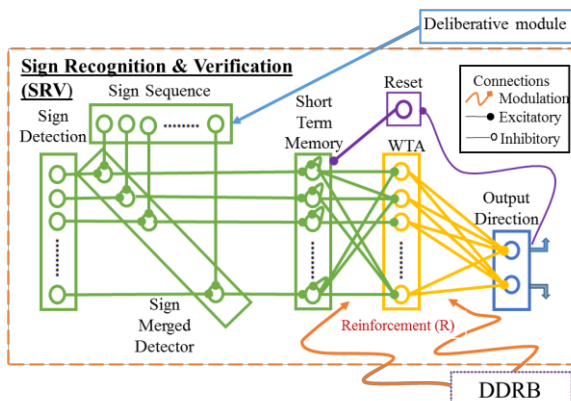 Deliberative module
Sign Recognition & Verification
(SRV)
Sign Sequence
Sign
Detection
Short
Term
Memory
Reset
WTA
Connections
Modulation
Excitatory
Inhibitory
Output
Direction
Sign
Merged
Detector
Reinforcement (R)
DDRB